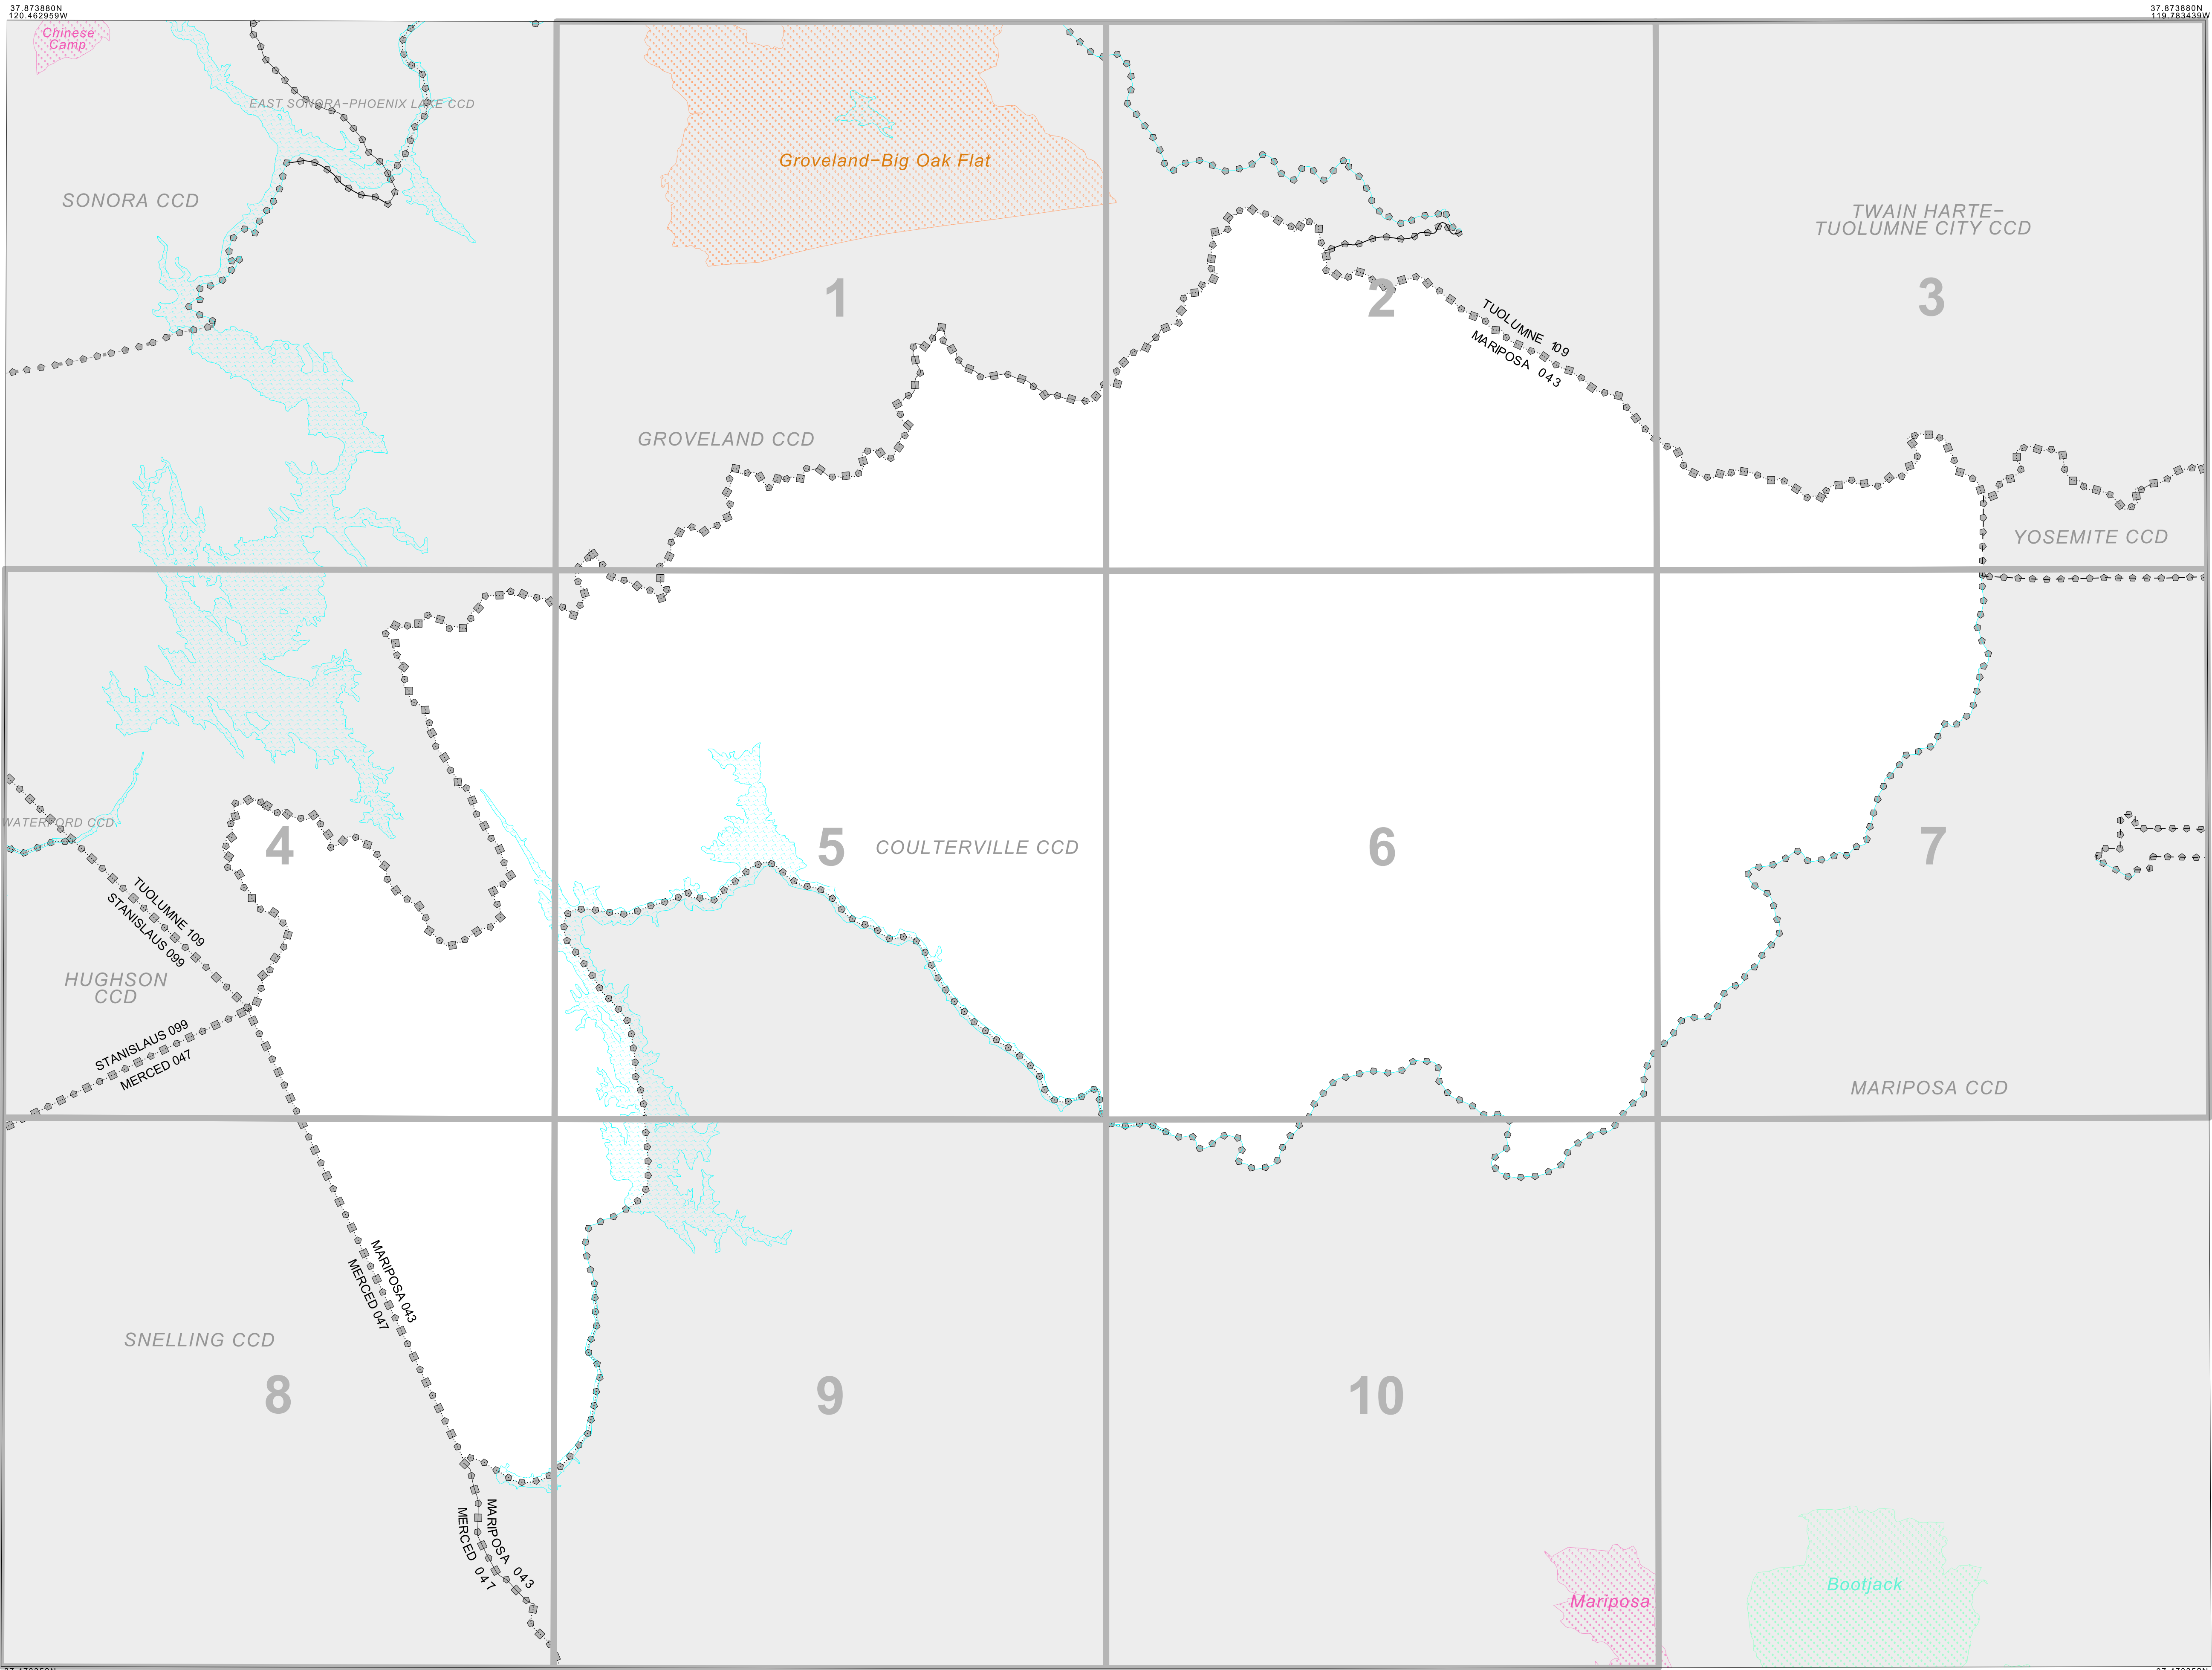 37.873880N
120.462959W
37.873880N
119.783439W
Chinese
Camp
EAST SONORA-PHOENIX LAKE CCD
SONORA CCD
Groveland-Big Oak Flat
TWAIN HARTE-
TUOLUMNE CITY CCD
1
2
3
TUOLUMNE 109
MARIPOSA 043
GROVELAND CCD
YOSEMITE CCD
WATERFORD CCD
4
5
COULTERVILLE CCD
6
7
TUOLUMNE 109
STANISLAUS 099
HUGHSON
CCD
STANISLAUS 099
MERCED 047
MARIPOSA CCD
MARIPOSA 043
MERCED 047
SNELLING CCD
8
9
10
MARIPOSA 043
MERCED 047
Mariposa
Bootjack